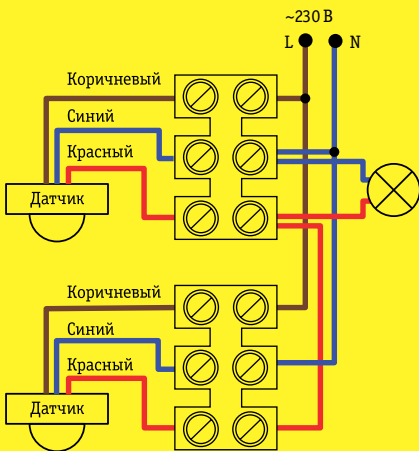 ~230 В
L N
Коричневый
Синий
Красный
Датчик
Коричневый
Синий
Красный
Датчик